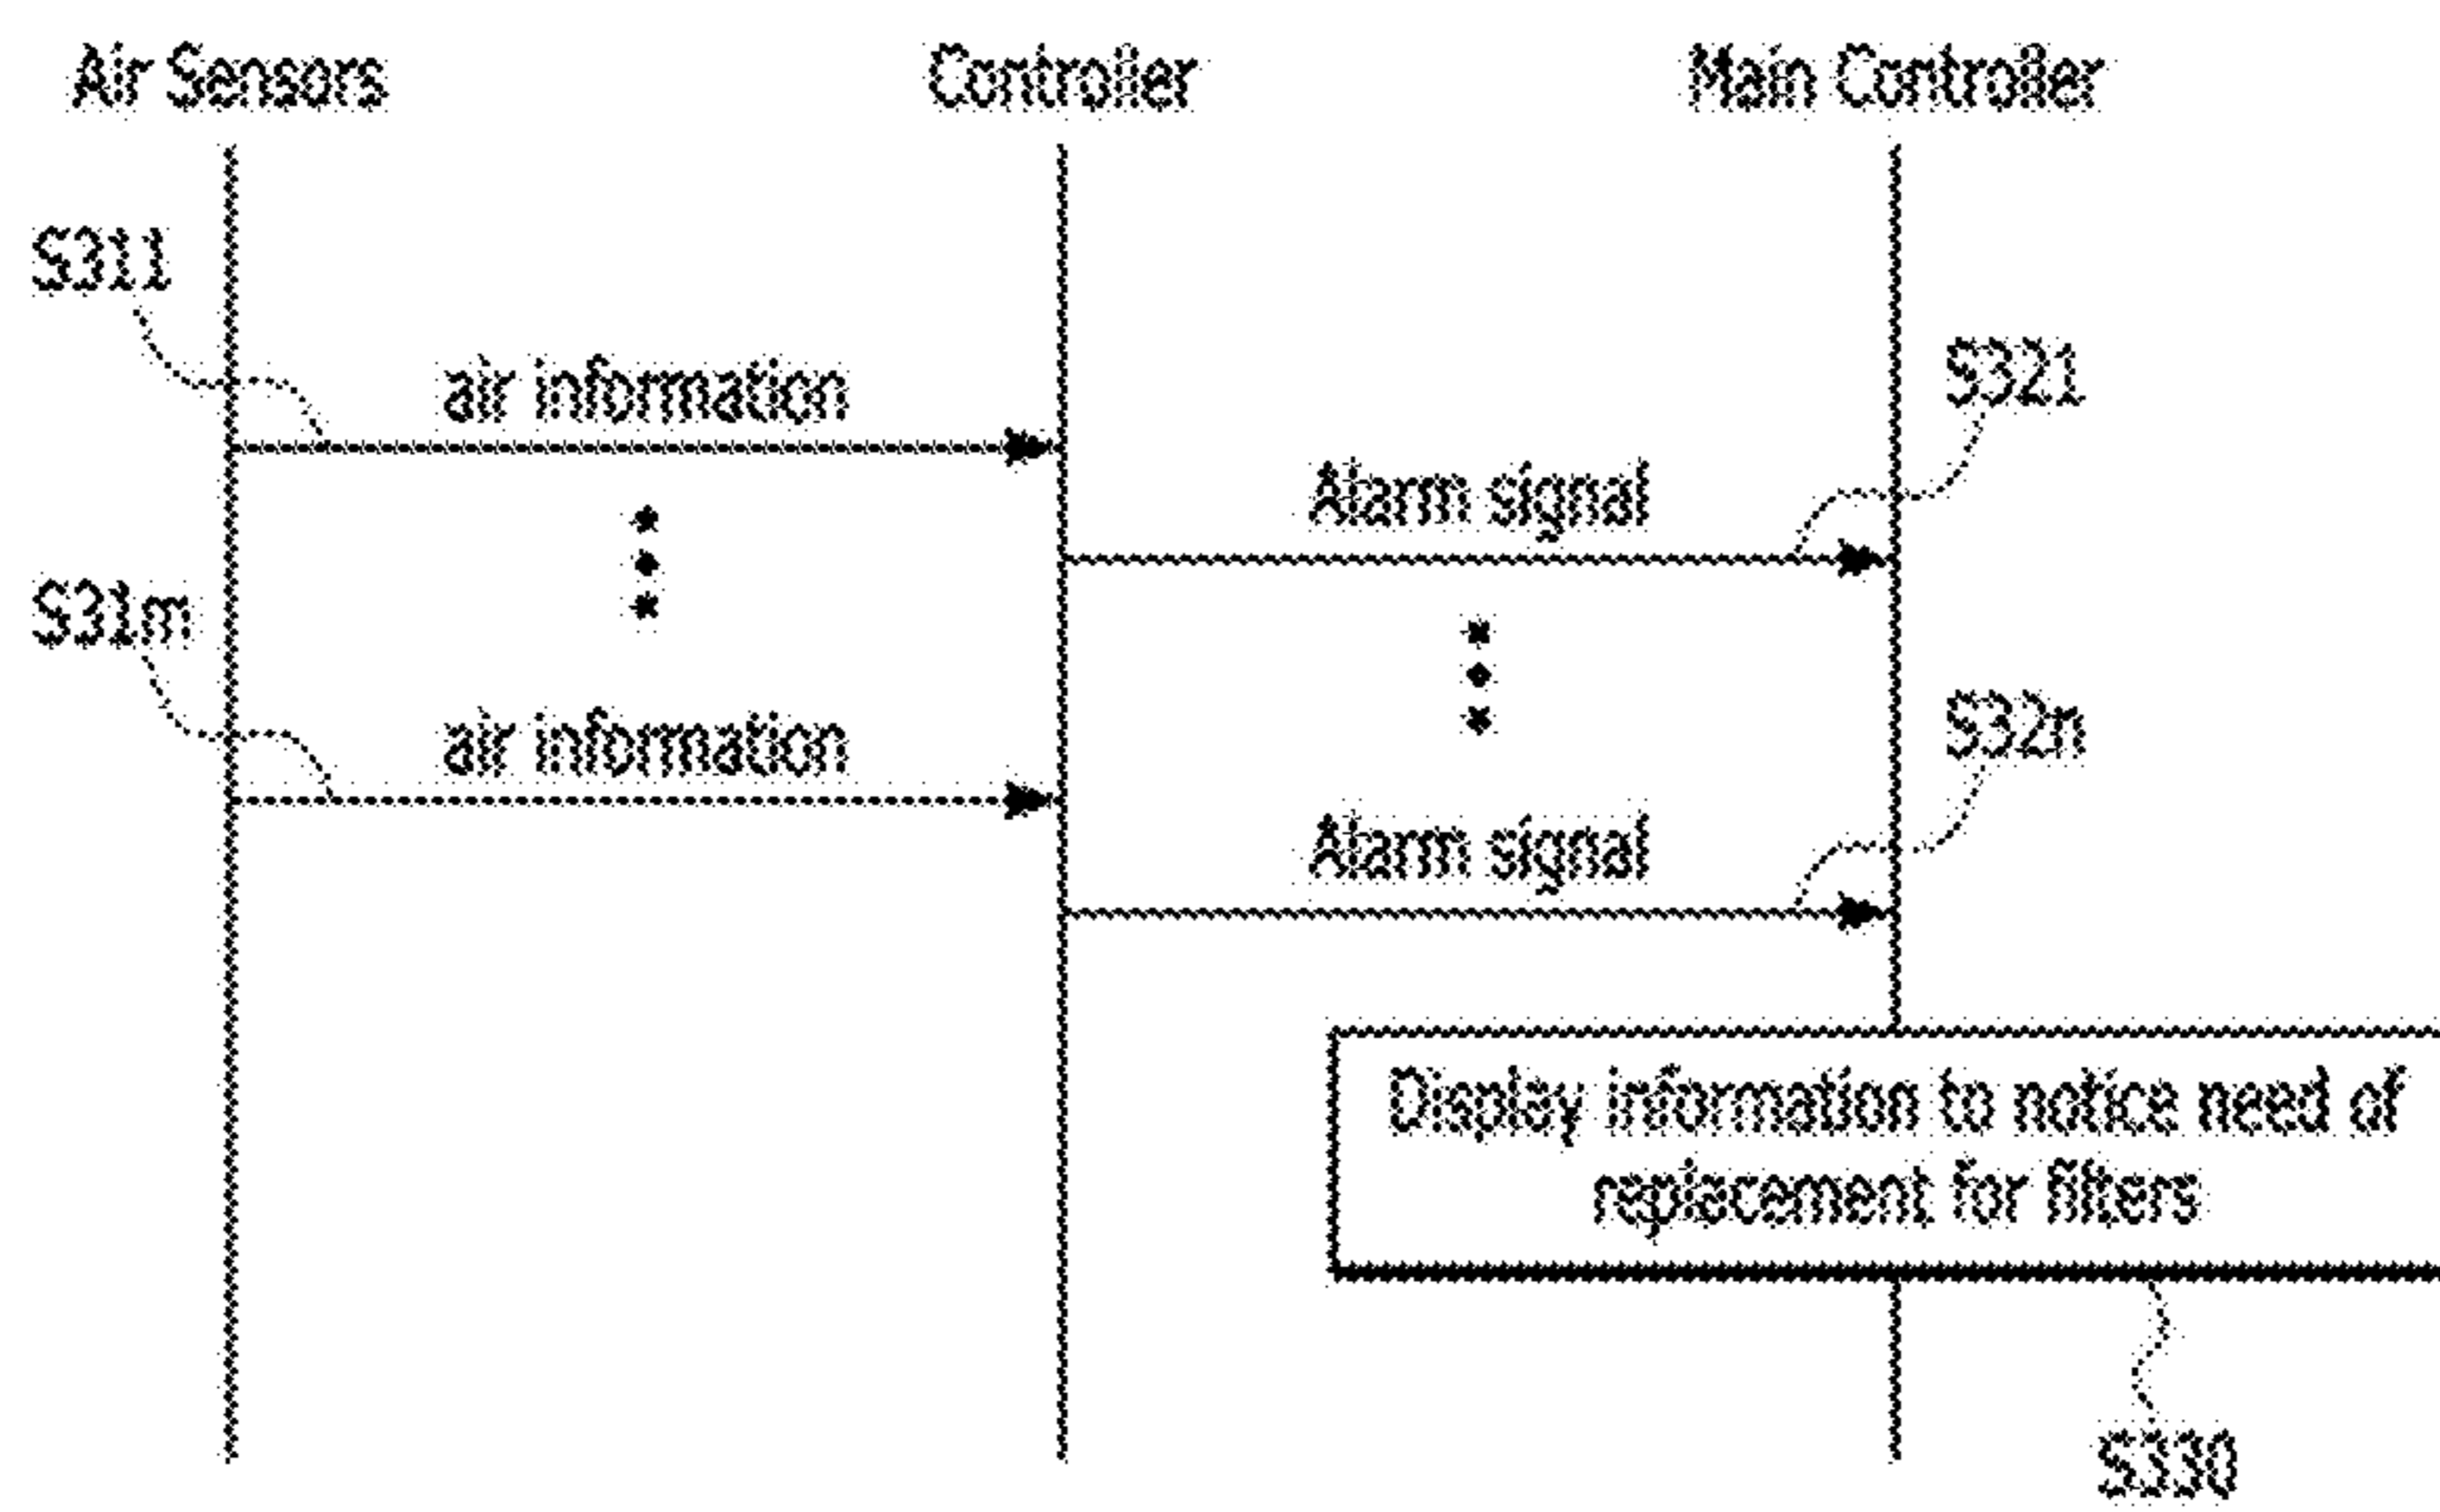 Air Sensors
Controller
Main Controller
S311
air information
S321
Alarm signal
S31m
air information
S32n
Alarm signal
Display information to notice need of
replacement for filters
S330